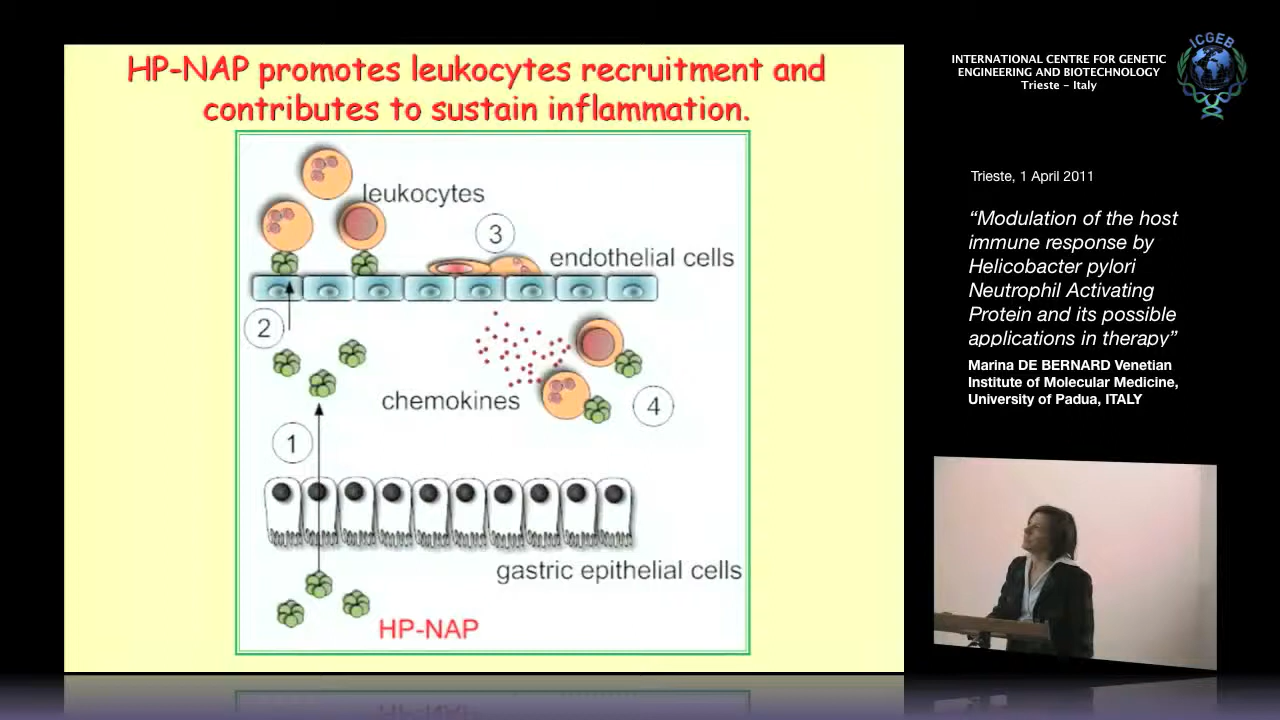 HP-NAP promotes leukocytes recruitment and
contributes to sustain inflammation.
leukocytes
3
endothelial cells
2
chemokines
4
1
gastric epithelial cells
HP-NAP
ICGEB
INTERNATIONAL CENTRE FOR GENETIC
ENGINEERING AND BIOTECHNOLOGY
Trieste - Italy
Trieste, 1 April 2011
“Modulation of the host
immune response by
Helicobacter pylori
Neutrophil Activating
Protein and its possible
applications in therapy”
Marina DE BERNARD Venetian
Institute of Molecular Medicine,
University of Padua, ITALY